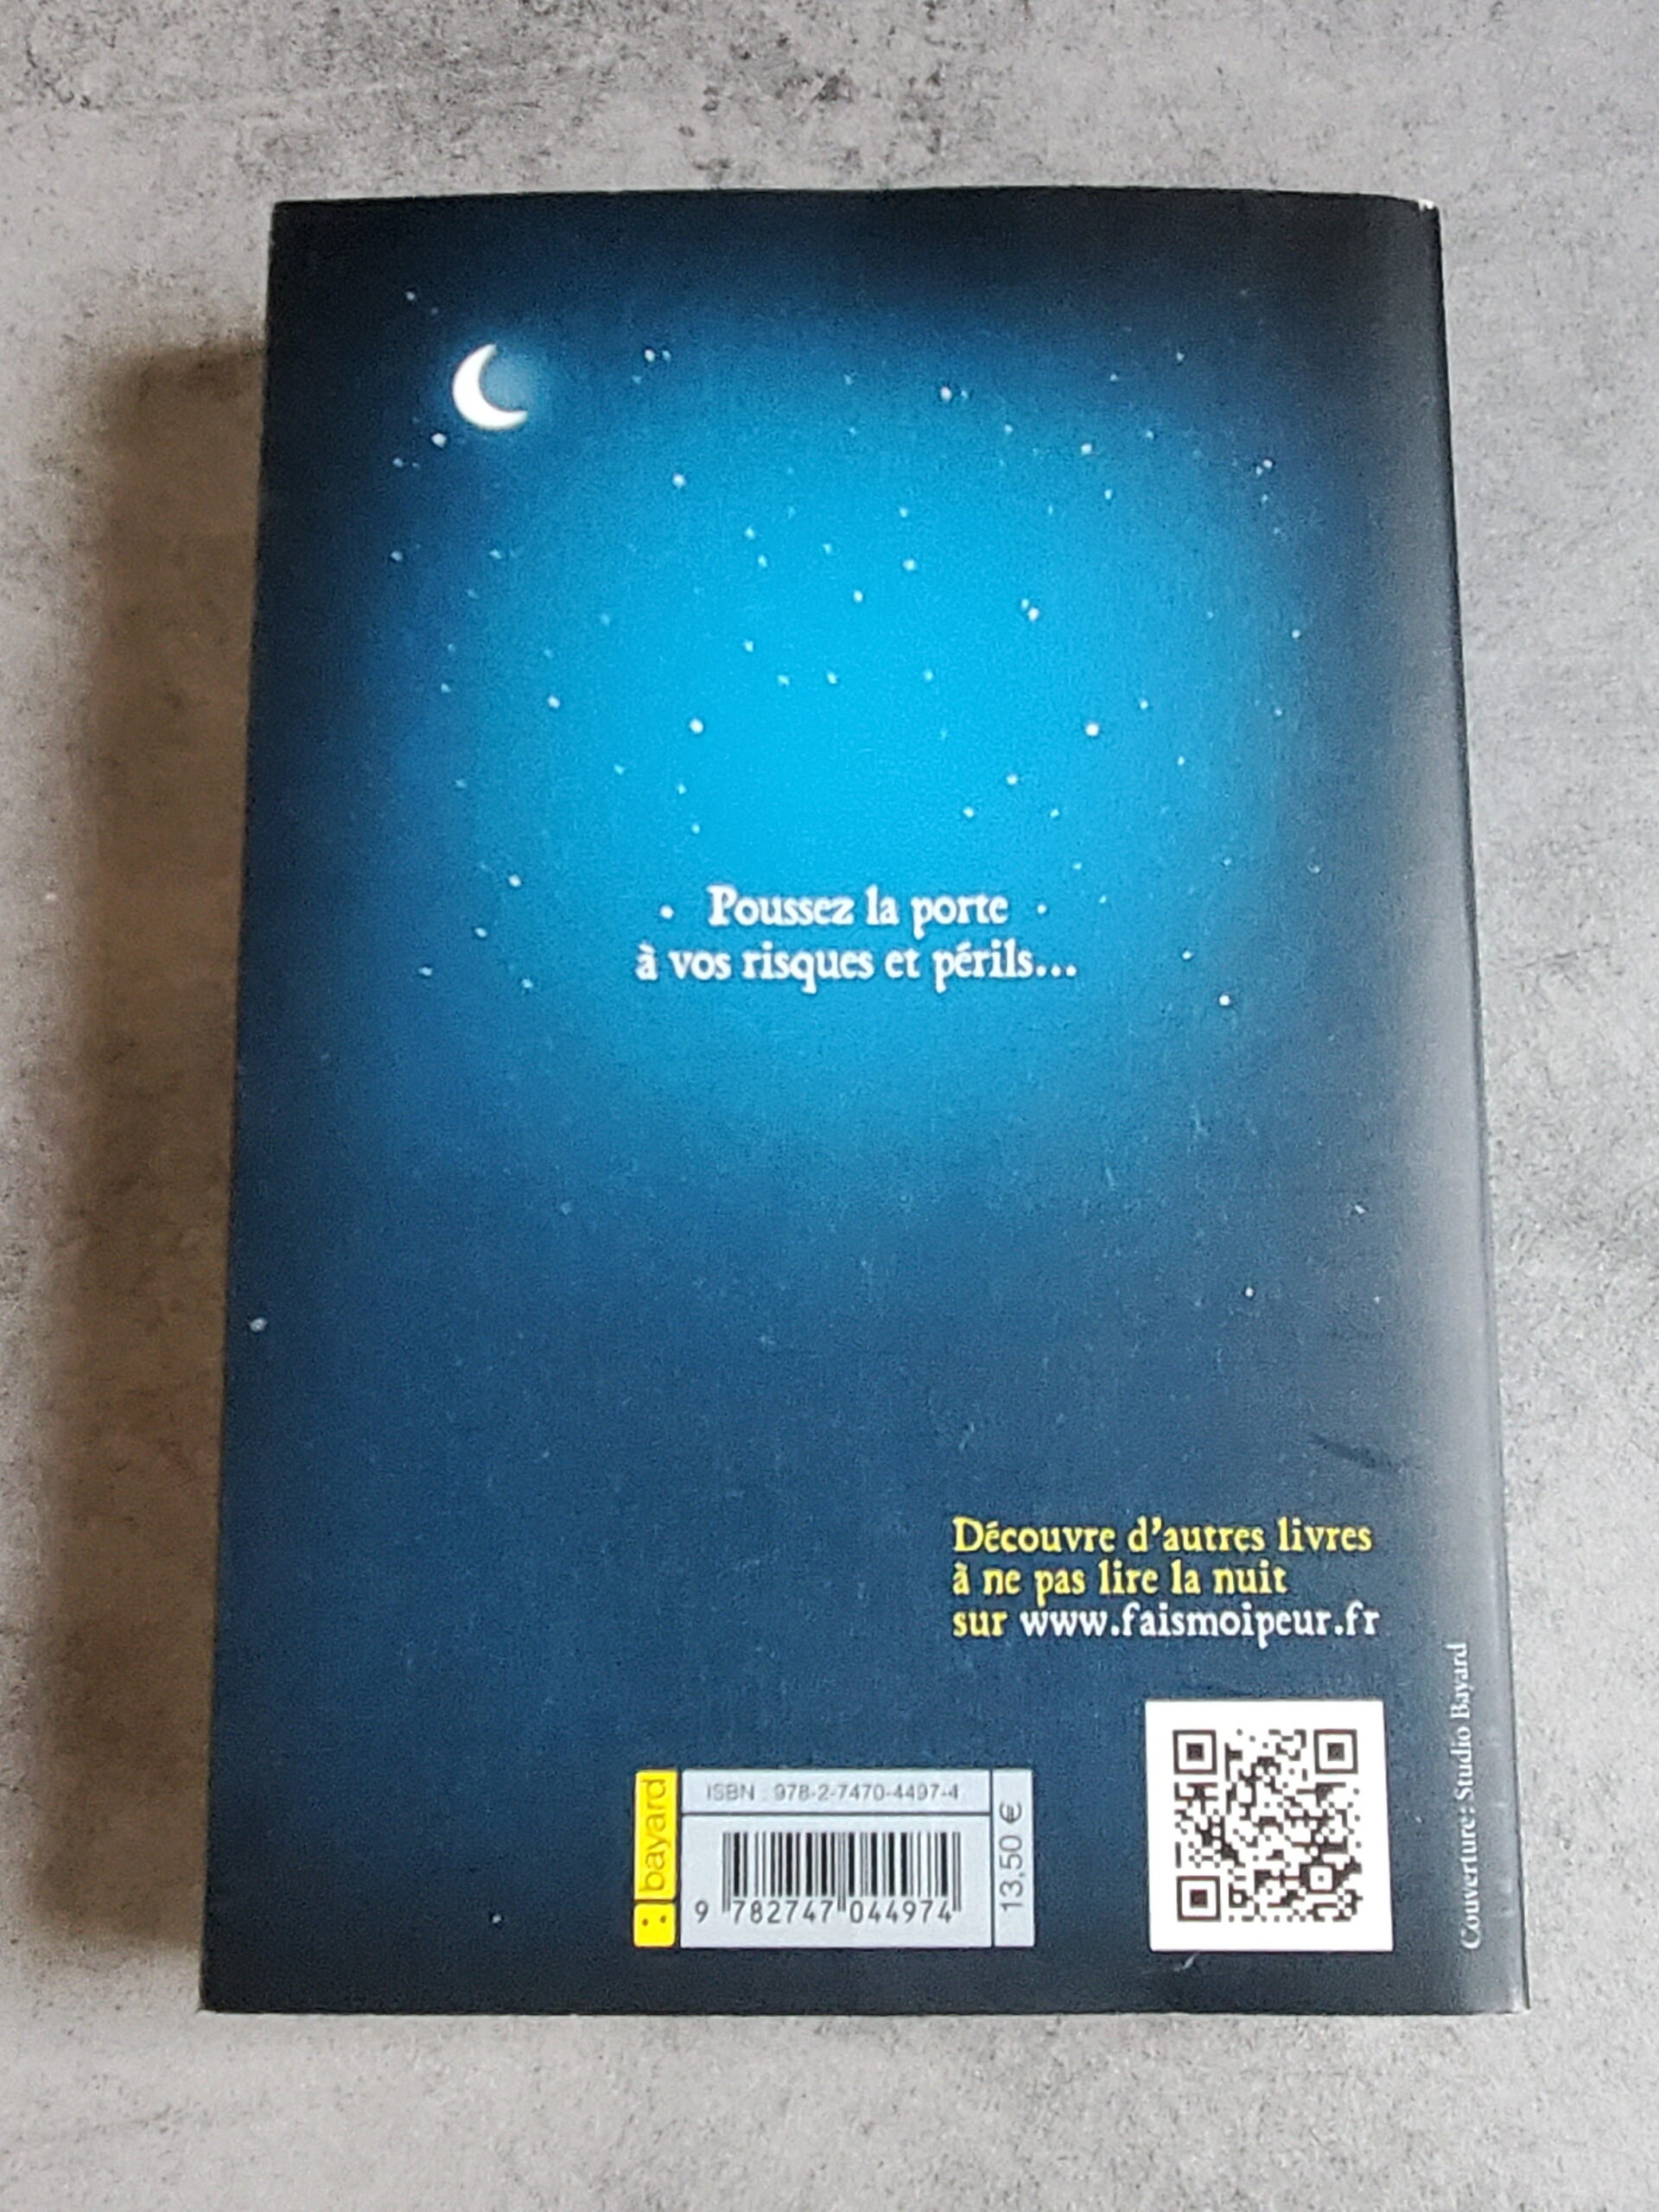 Poussez la porte
à vos risques et périls...
Découvre d'autres livres
à ne pas lire la nuit
sur www.faismoipeur.fr
Couverture : Studio Bayard
bayard
ISBN : 978-2-7470-4497-4
9 782747 044974
13,50 €